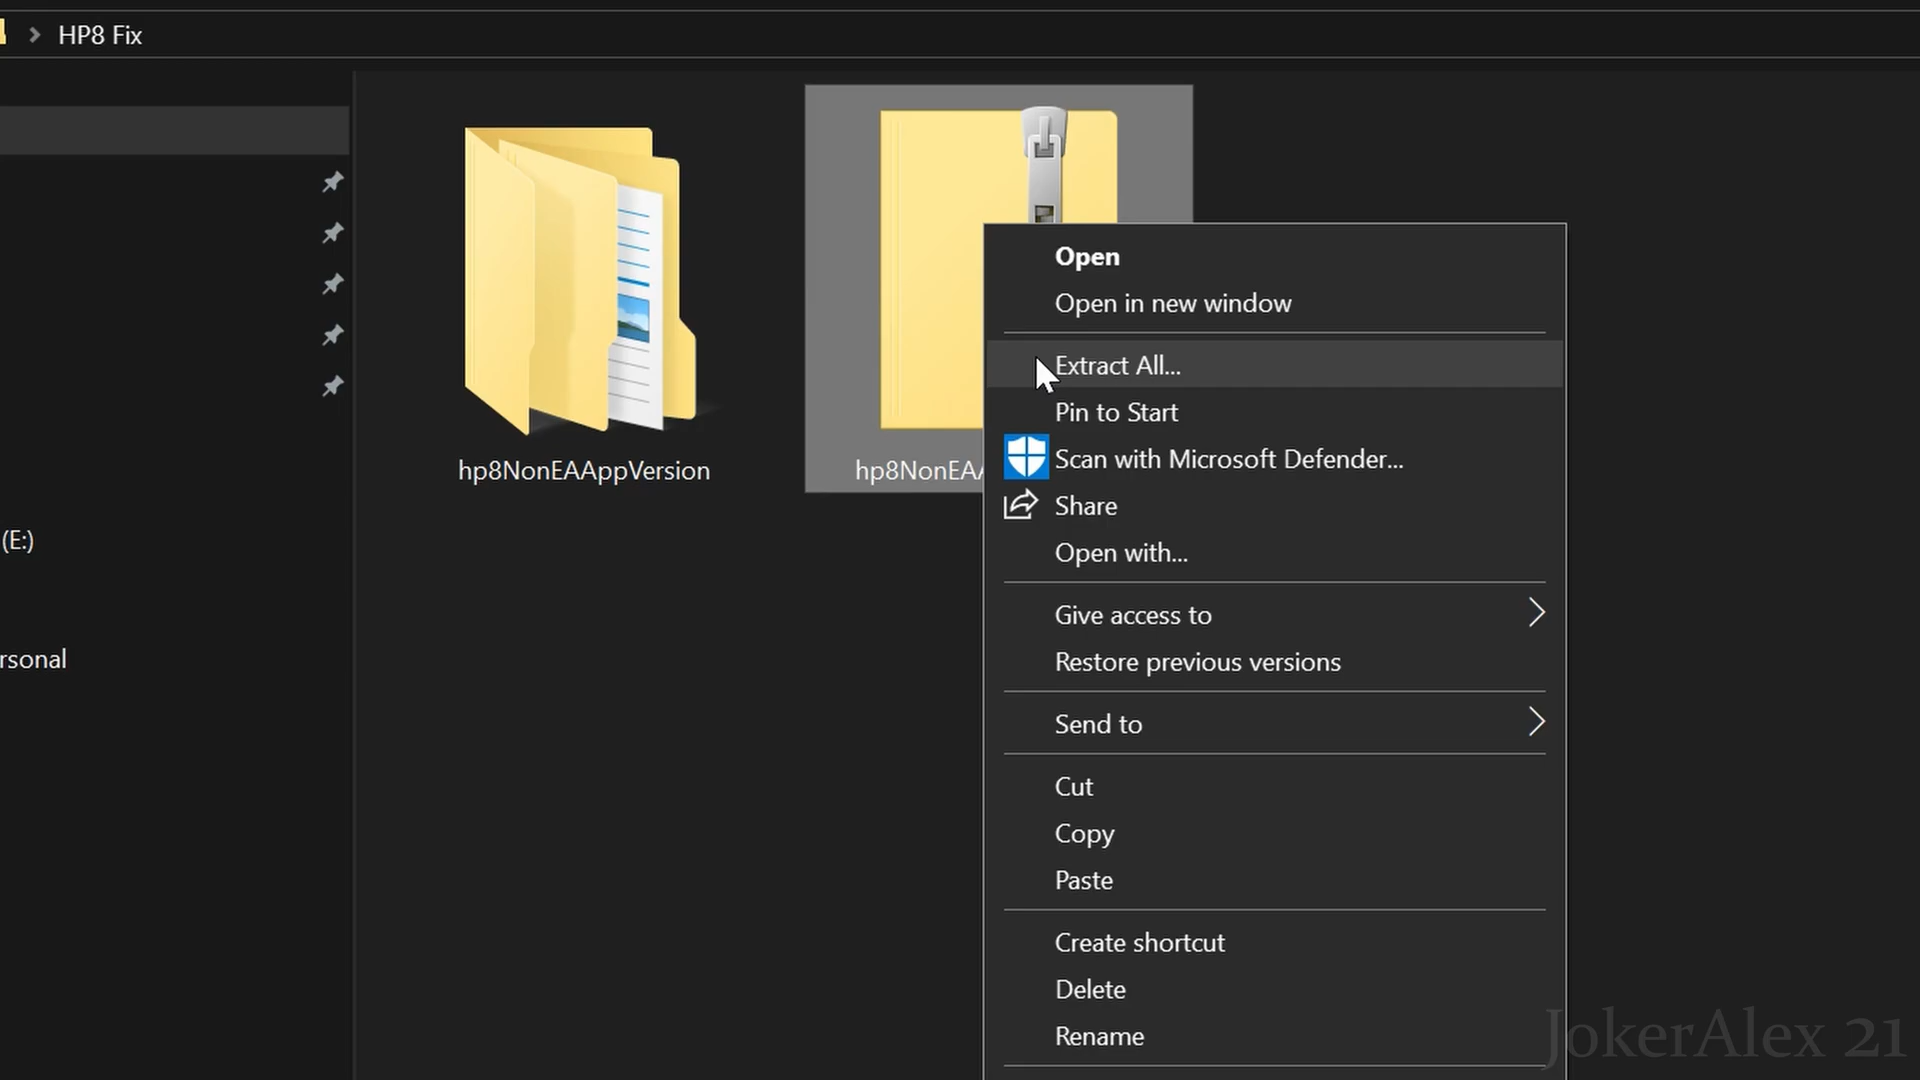 HP8 Fix
hp8NonEAAppVersion
hp8NonEAA
Open
Open in new window
Extract All...
Pin to Start
Scan with Microsoft Defender...
Share
Open with...
Give access to
Restore previous versions
Send to
Cut
Copy
Paste
Create shortcut
Delete
Rename
(E:)
rsonal
JokerAlex 21